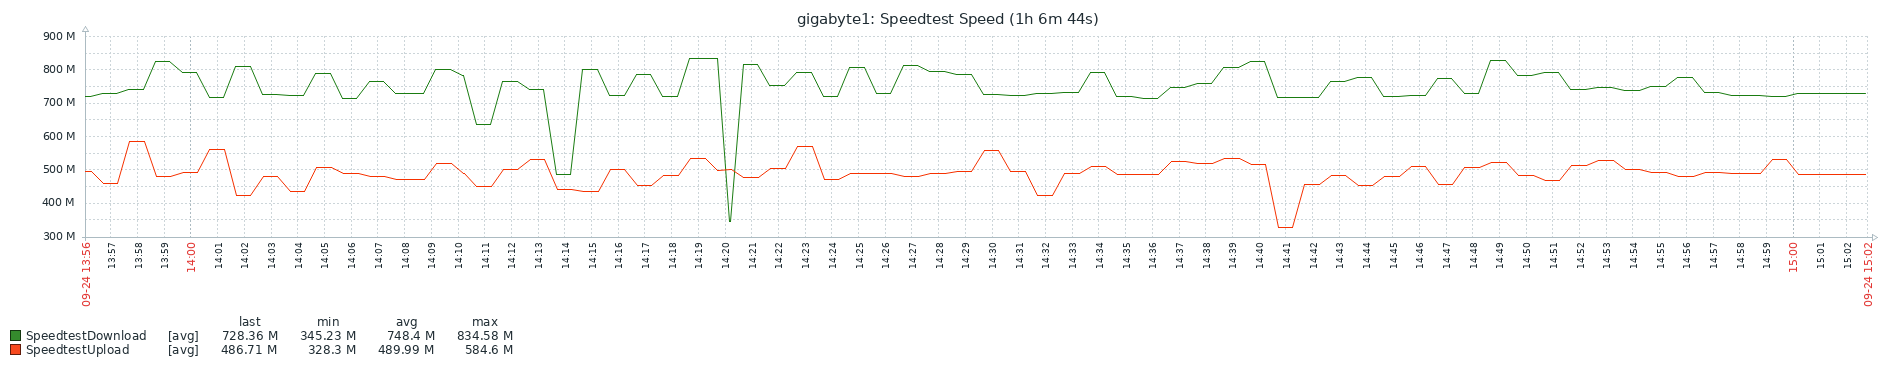 gigabyte1: Speedtest Speed (1h 6m 44s)
900 M
800 M
700 M
600 M
500 M
400 M
300 M
09-24 13:56 13:57 13:58 13:59 14:00 14:01 14:02 14:03 14:04 14:05 14:06 14:07 14:08 14:09 14:10 14:11 14:12 14:13 14:14 14:15 14:16 14:17 14:18 14:19 14:20 14:21 14:22 14:23 14:24 14:25 14:26 14:27 14:28 14:29 14:30 14:31 14:32 14:33 14:34 14:35 14:36 14:37 14:38 14:39 14:40 14:41 14:42 14:43 14:44 14:45 14:46 14:47 14:48 14:49 14:50 14:51 14:52 14:53 14:54 14:55 14:56 14:57 14:58 14:59 15:00 15:01 15:02 09-24 15:02
last min avg max
SpeedtestDownload [avg] 728.36 M 345.23 M 748.4 M 834.58 M
SpeedtestUpload [avg] 486.71 M 328.3 M 489.99 M 584.6 M